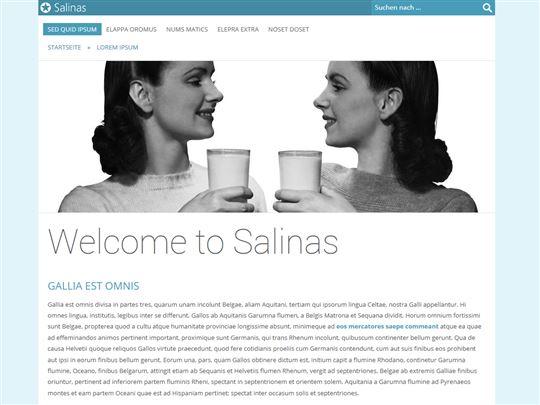 Salinas
Suchen nach ...
SED QUID IPSUM ELAPPA OROMUS NUMS MATICS ELEPRA EXTRA NOSET DOSET
STARTSEITE » LOREM IPSUM
Welcome to Salinas
GALLIA EST OMNIS
Gallia est omnis divisa in partes tres, quarum unam incolunt Belgae, aliam Aquitani, tertiam qui ipsorum lingua Celtae, nostra Galli appellantur. Hi
omnes lingua, institutis, legibus inter se differunt. Gallos ab Aquitanis Garumna flumen, a Belgis Matrona et Sequana dividit. Horum omnium fortissimi
sunt Belgae, propterea quod a cultu atque humanitate provinciae longissime absunt, minimeque ad eos mercatores saepe commeant atque ea quae
ad effeminandos animos pertinent important, proximique sunt Germanis, qui trans Rhenum incolunt, quibuscum continenter bellum gerunt. Qua de
causa Helvetii quoque reliquos Gallos virtute praecedunt, quod fere cotidianis proeliis cum Germanis contendunt, cum aut suis finibus eos prohibent
aut ipsi in eorum finibus bellum gerunt. Eorum una, pars, quam Gallos obtinere dictum est, initium capit a flumine Rhodano, continetur Garumna
flumine, Oceano, finibus Belgarum, attingit etiam ab Sequanis et Helvetiis flumen Rhenum, vergit ad septentriones. Belgae ab extremis Galliae finibus
oriuntur, pertinent ad inferiorem partem fluminis Rheni, spectant in septentrionem et orientem solem. Aquitania a Garumna flumine ad Pyrenaeos
montes et eam partem Oceani quae est ad Hispaniam pertinet; spectat inter occasum solis et septentriones.